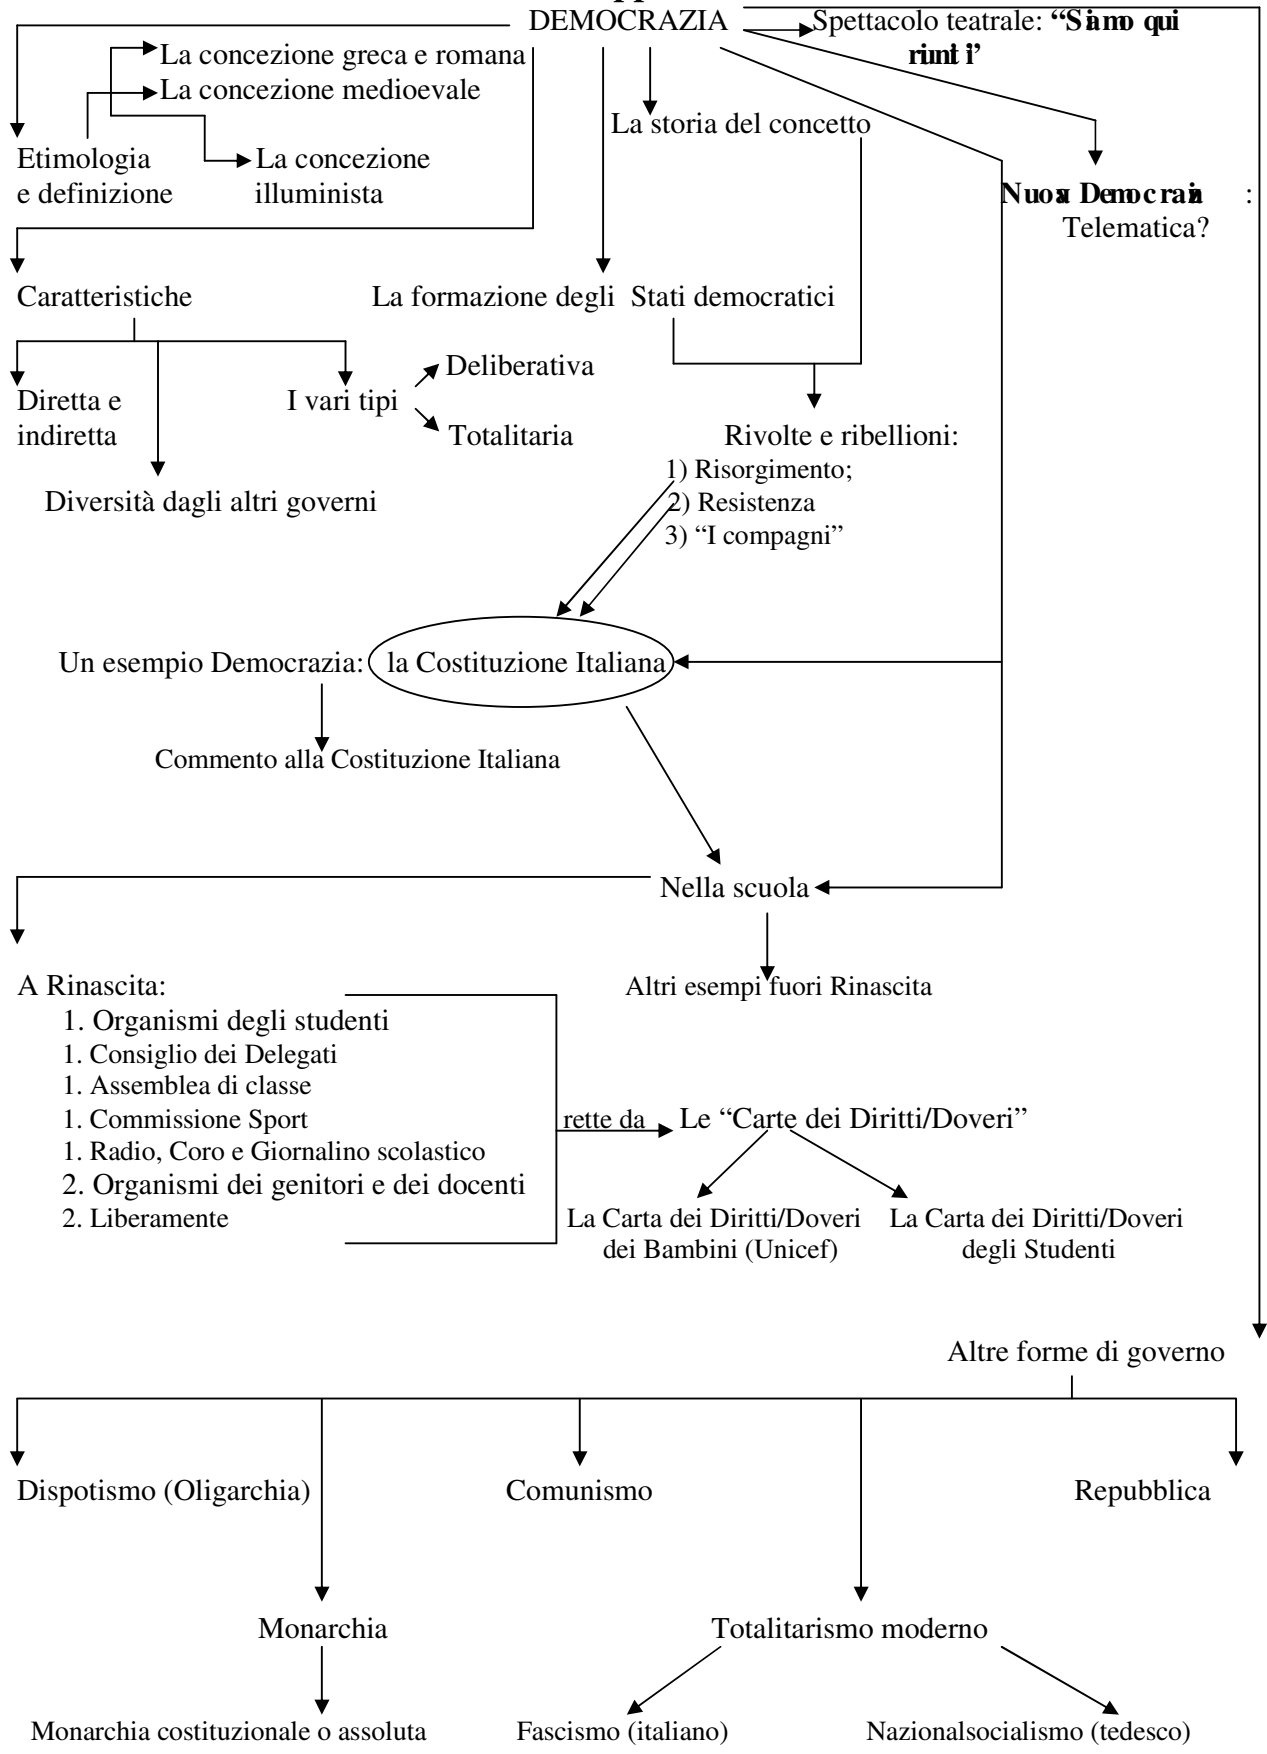 DEMOCRAZIA
Spettacolo teatrale: “Siamo qui
riuniti”
La concezione greca e romana
La concezione medioevale
La storia del concetto
Etimologia
e definizione
La concezione
illuminista
Nuova Democrazia :
Telematica?
Caratteristiche
La formazione degli Stati democratici
Deliberativa
Diretta e
indiretta
I vari tipi
Totalitaria
Diversità dagli altri governi
Rivolte e ribellioni:
1) Risorgimento;
2) Resistenza
3) “I compagni”
Un esempio Democrazia: la Costituzione Italiana
Commento alla Costituzione Italiana
Nella scuola
A Rinascita:
Altri esempi fuori Rinascita
1. Organismi degli studenti
1. Consiglio dei Delegati
1. Assemblea di classe
1. Commissione Sport
1. Radio, Coro e Giornalino scolastico
2. Organismi dei genitori e dei docenti
2. Liberamente
rette da
Le “Carte dei Diritti/Doveri”
La Carta dei Diritti/Doveri
dei Bambini (Unicef)
La Carta dei Diritti/Doveri
degli Studenti
Altre forme di governo
Dispotismo (Oligarchia)
Comunismo
Repubblica
Monarchia
Totalitarismo moderno
Monarchia costituzionale o assoluta
Fascismo (italiano)
Nazionalsocialismo (tedesco)